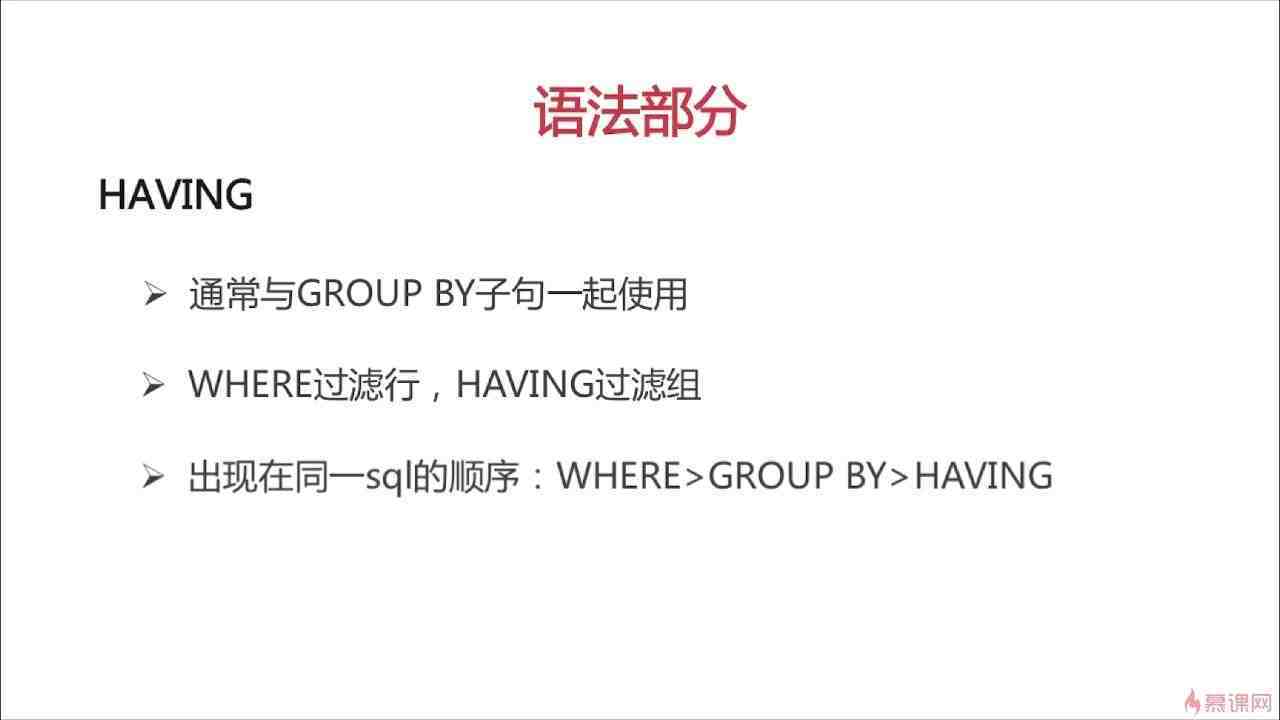 语法部分
HAVING
通常与GROUP BY子句一起使用
WHERE过滤行，HAVING过滤组
出现在同一sql的顺序：WHERE>GROUP BY>HAVING
慕课网